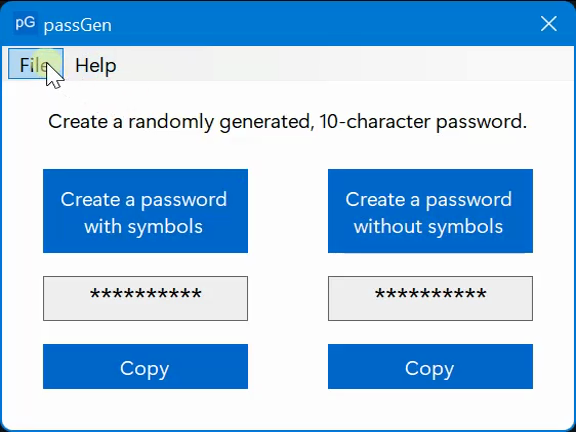 pG passGen
File Help
Create a randomly generated, 10-character password.
Create a password
with symbols
Create a password
without symbols
**********
**********
Copy
Copy